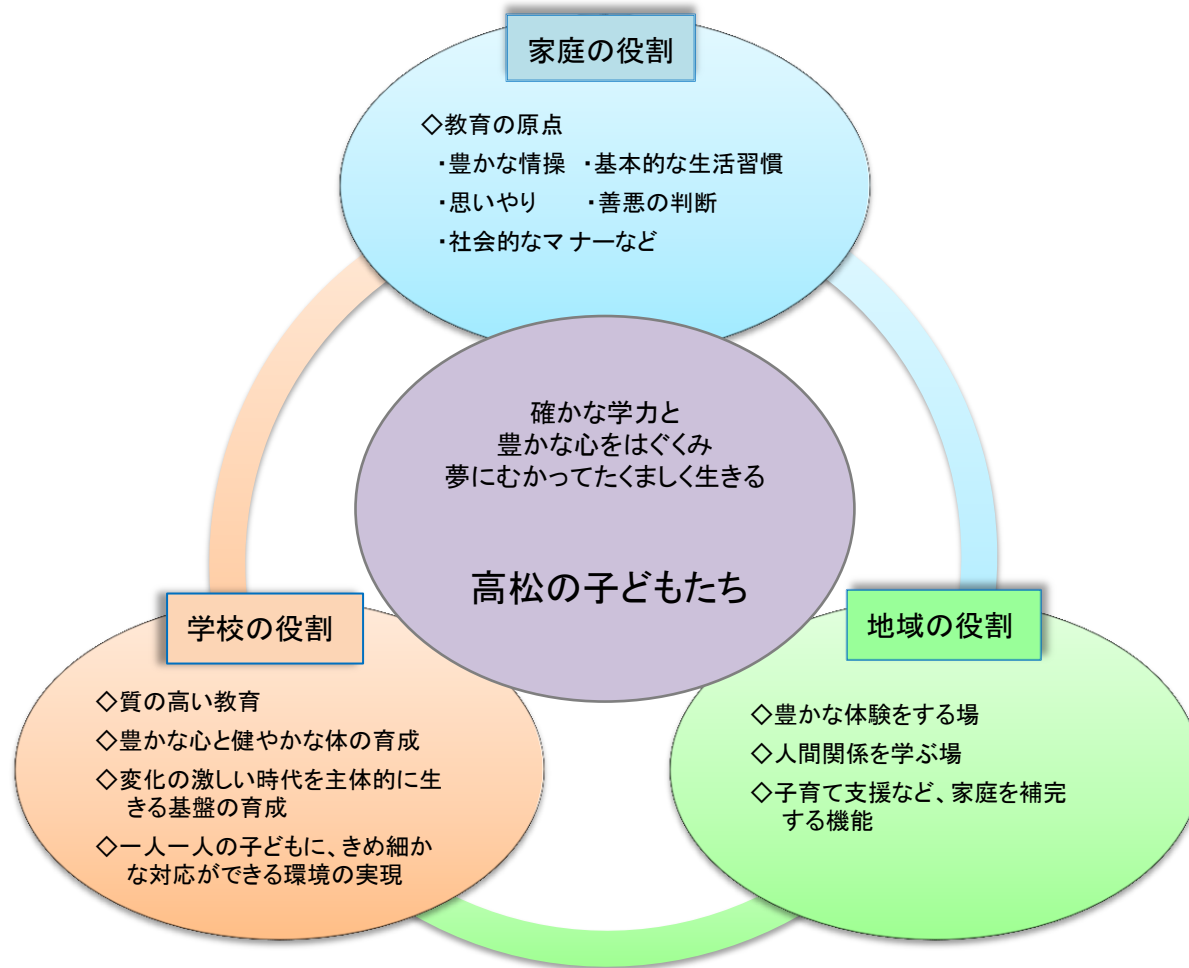 家庭の役割
◇教育の原点
・豊かな情操 ・基本的な生活習慣
・思いやり ・善悪の判断
・社会的なマナーなど
確かな学力と
豊かな心をはぐくみ
夢にむかってたくましく生きる
高松の子どもたち
学校の役割
◇質の高い教育
◇豊かな心と健やかな体の育成
◇変化の激しい時代を主体的に生
きる基盤の育成
◇一人一人の子どもに、きめ細か
な対応ができる環境の実現
地域の役割
◇豊かな体験をする場
◇人間関係を学ぶ場
◇子育て支援など、家庭を補完
する機能